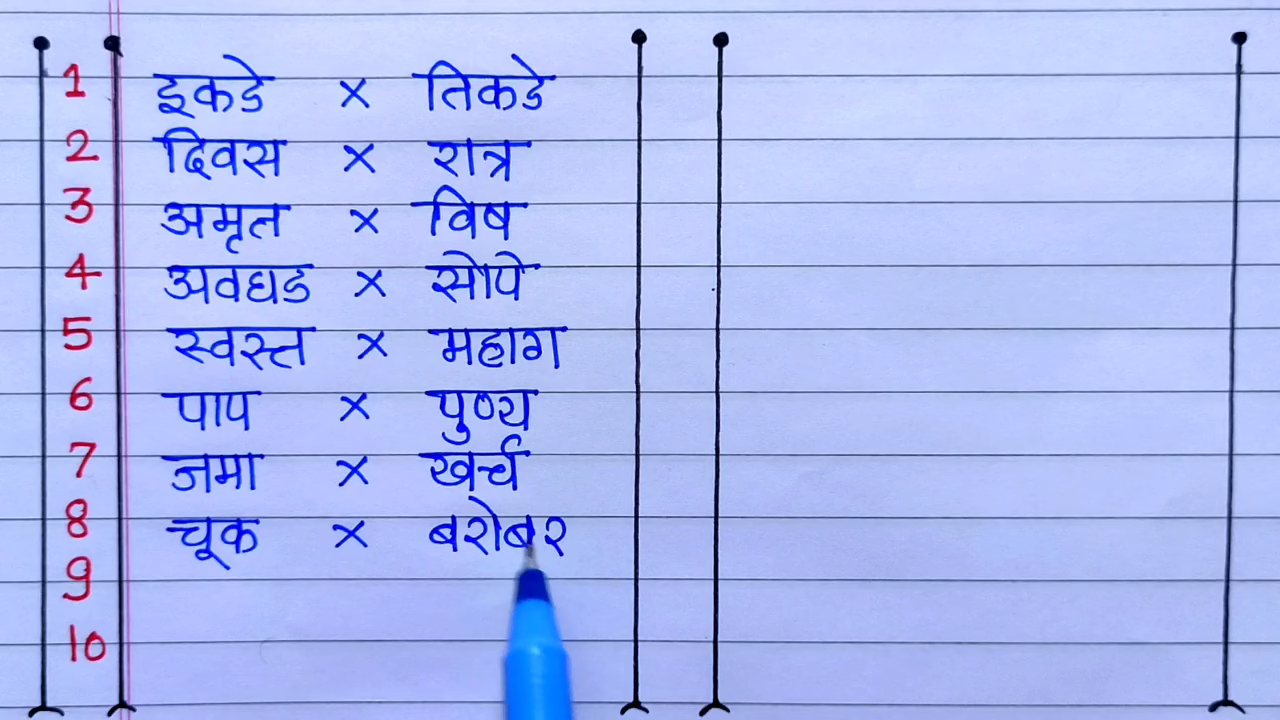 1 इकडे × तिकडे
2 दिवस × रात्र
3 अमृत × विष
4 अवघड × सोपे
5 स्वस्त × महाग
6 पाप × पुण्य
7 जमा × खर्च
8 चूक × बरोबर
9
10